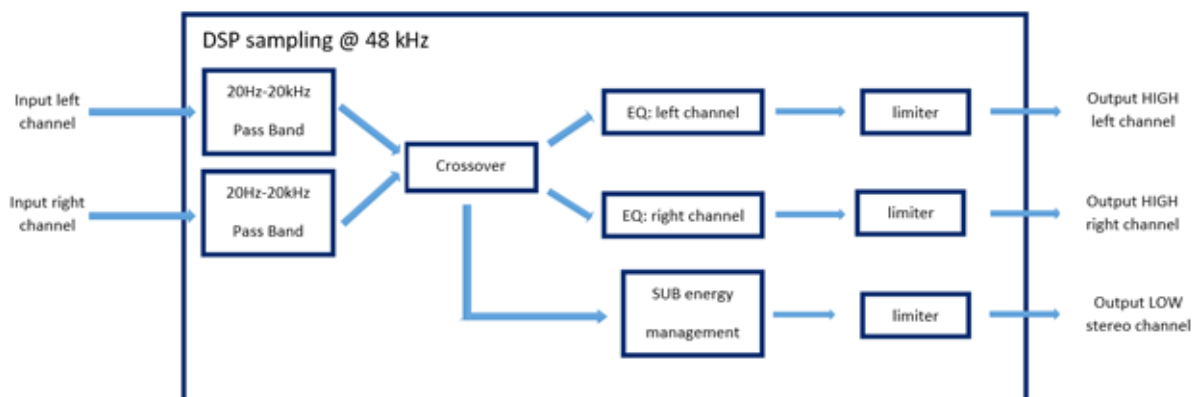 DSP sampling @ 48 kHz
Input left
channel
20Hz-20kHz
Pass Band
Input right
channel
20Hz-20kHz
Pass Band
Crossover
EQ: left channel
limiter
Output HIGH
left channel
EQ: right channel
limiter
Output HIGH
right channel
SUB energy
management
limiter
Output LOW
stereo channel